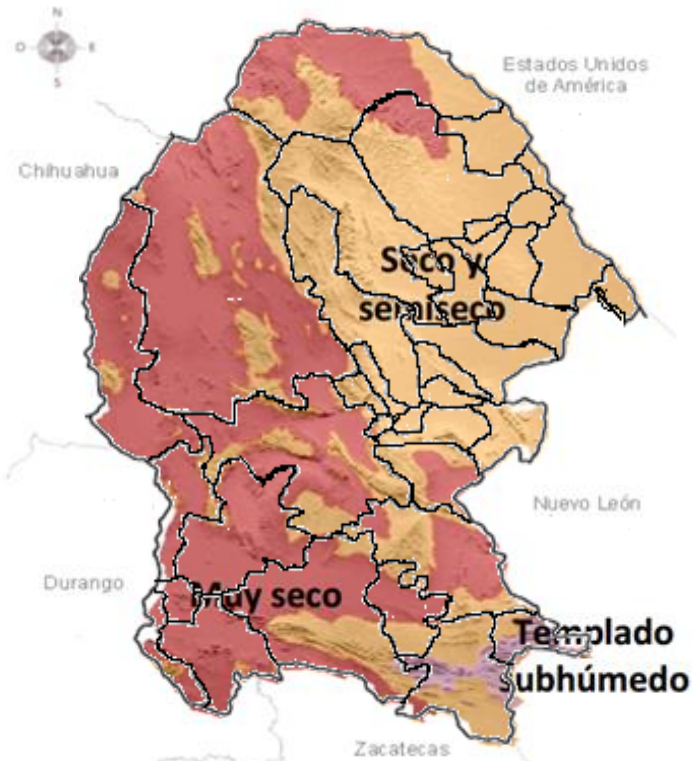 N
O E
S
Estados Unidos
de América
Chihuahua
Seco y
semiseco
Nuevo León
Durango
Muy seco
Templado
subhúmedo
Zacatecas